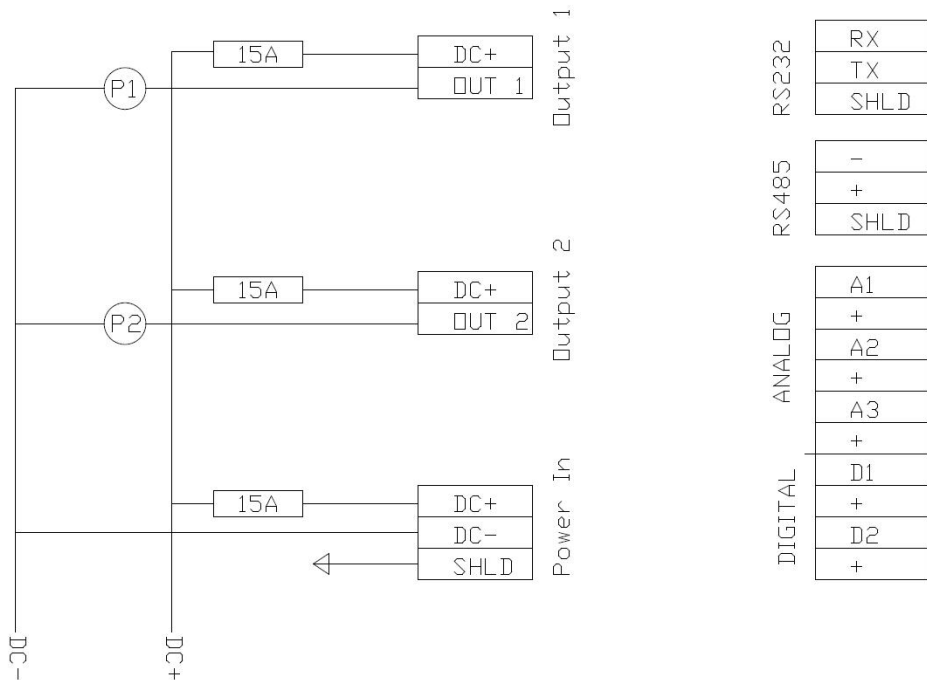 15A
DC+
OUT 1
Output 1
P1
15A
DC+
OUT 2
Output 2
P2
15A
DC+
DC-
SHLD
Power In
DC-
DC+
RS232
RX
TX
SHLD
RS485
-
+
SHLD
ANALOG
A1
+
A2
+
A3
+
DIGITAL
D1
+
D2
+